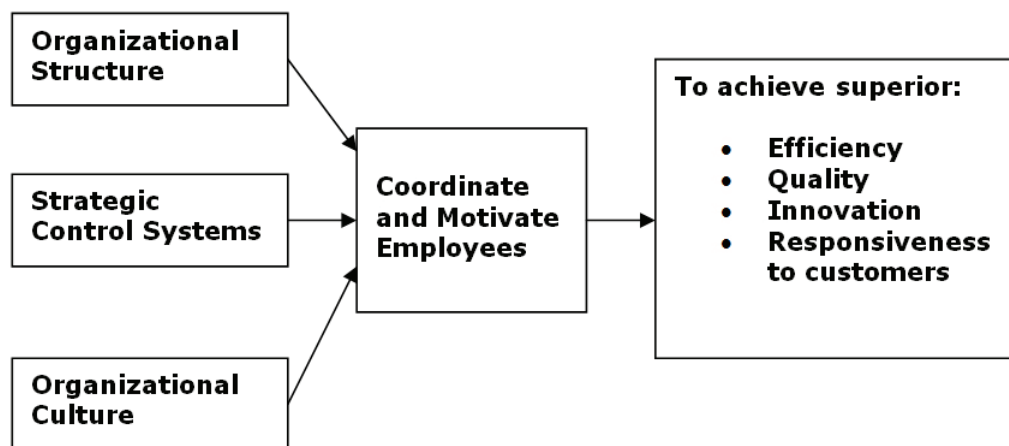 Organizational
Structure
Strategic
Control Systems
Organizational
Culture
Coordinate
and Motivate
Employees
To achieve superior:
• Efficiency
• Quality
• Innovation
• Responsiveness
to customers